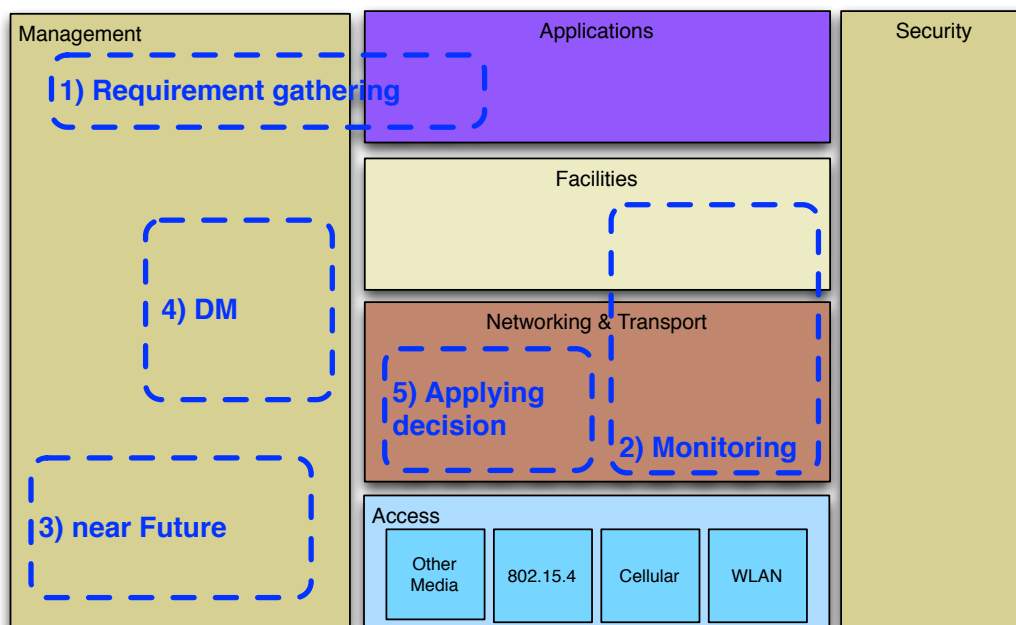 Management
Applications
Security
1) Requirement gathering
Facilities
4) DM
Networking & Transport
5) Applying
decision
2) Monitoring
3) near Future
Access
Other
Media
802.15.4
Cellular
WLAN